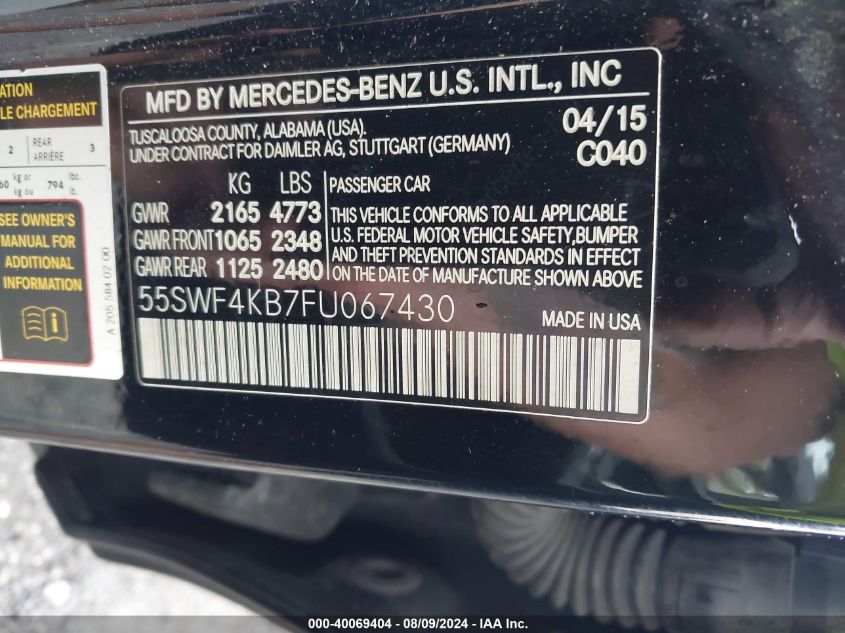 ATION
LE CHARGEMENT
2 REAR ARRIÈRE 3
60 kg or kg ou 794 lbs. lb.
SEE OWNER'S
MANUAL FOR
ADDITIONAL
INFORMATION
A 205 584 02 00
MFD BY MERCEDES-BENZ U.S. INTL., INC
TUSCALOOSA COUNTY, ALABAMA (USA). 04/15
UNDER CONTRACT FOR DAIMLER AG, STUTTGART (GERMANY) C040
KG LBS PASSENGER CAR
GVWR 2165 4773 THIS VEHICLE CONFORMS TO ALL APPLICABLE
GAWR FRONT 1065 2348 U.S. FEDERAL MOTOR VEHICLE SAFETY,BUMPER
AND THEFT PREVENTION STANDARDS IN EFFECT
GAWR REAR 1125 2480 ON THE DATE OF MANUFACTURE SHOWN ABOVE
55SWF4KB7FU067430 MADE IN USA
000-40069404 - 08/09/2024 - IAA Inc.